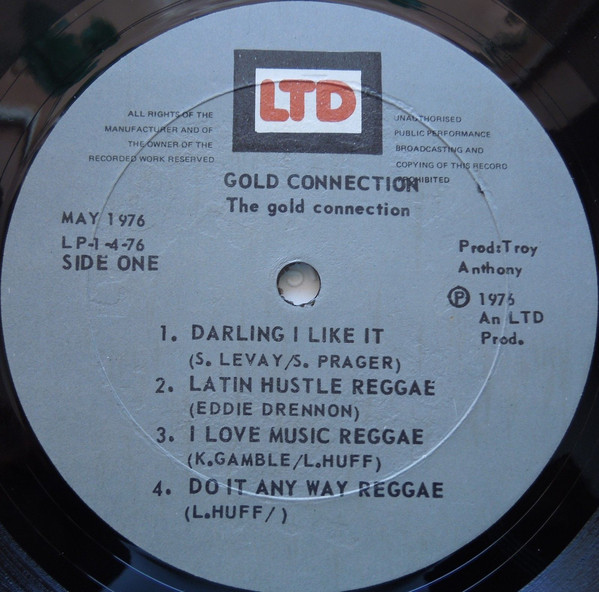 LTD
ALL RIGHTS OF THE
MANUFACTURER AND OF
THE OWNER OF THE
RECORDED WORK RESERVED
UNAUTHORISED
PUBLIC PERFORMANCE
BROADCASTING AND
COPYING OF THIS RECORD
PROHIBITED
GOLD CONNECTION
The gold connection
MAY 1976
LP-1-4-76
SIDE ONE
Prod:Troy
Anthony
Ⓟ 1976
An LTD
Prod.
1. DARLING I LIKE IT
(S. LEVAY/S. PRAGER)
2. LATIN HUSTLE REGGAE
(EDDIE DRENNON)
3. I LOVE MUSIC REGGAE
(K.GAMBLE/L.HUFF)
4. DO IT ANY WAY REGGAE
(L.HUFF/ )